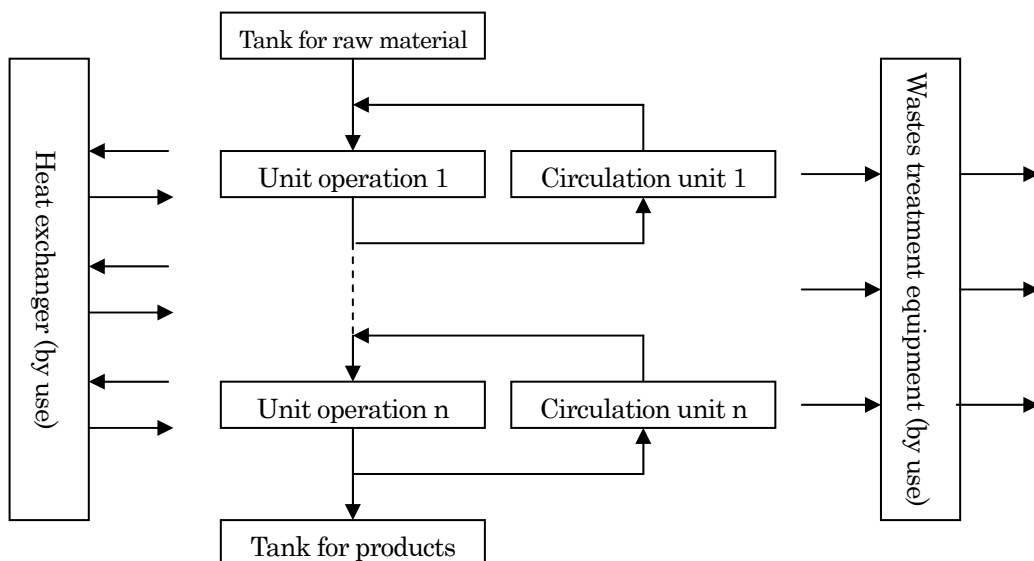 Tank for raw material
Heat exchanger (by use)
Unit operation 1
Circulation unit 1
Wastes treatment equipment (by use)
Unit operation n
Circulation unit n
Tank for products